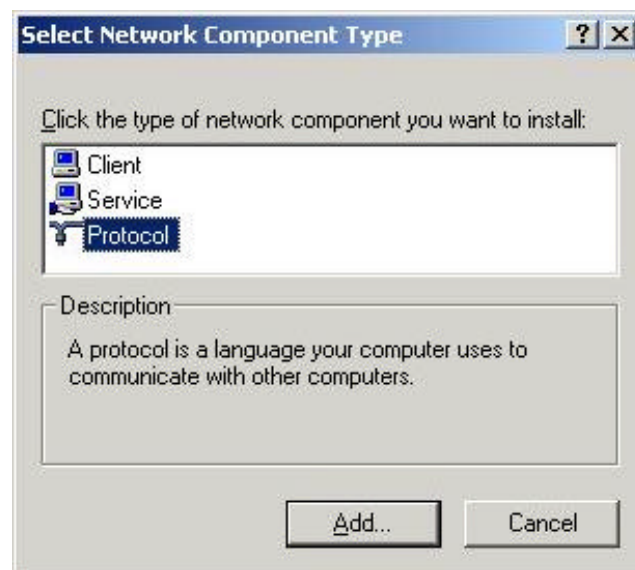 Select Network Component Type
Click the type of network component you want to install:
Client
Service
Protocol
Description
A protocol is a language your computer uses to
communicate with other computers.
Add...
Cancel